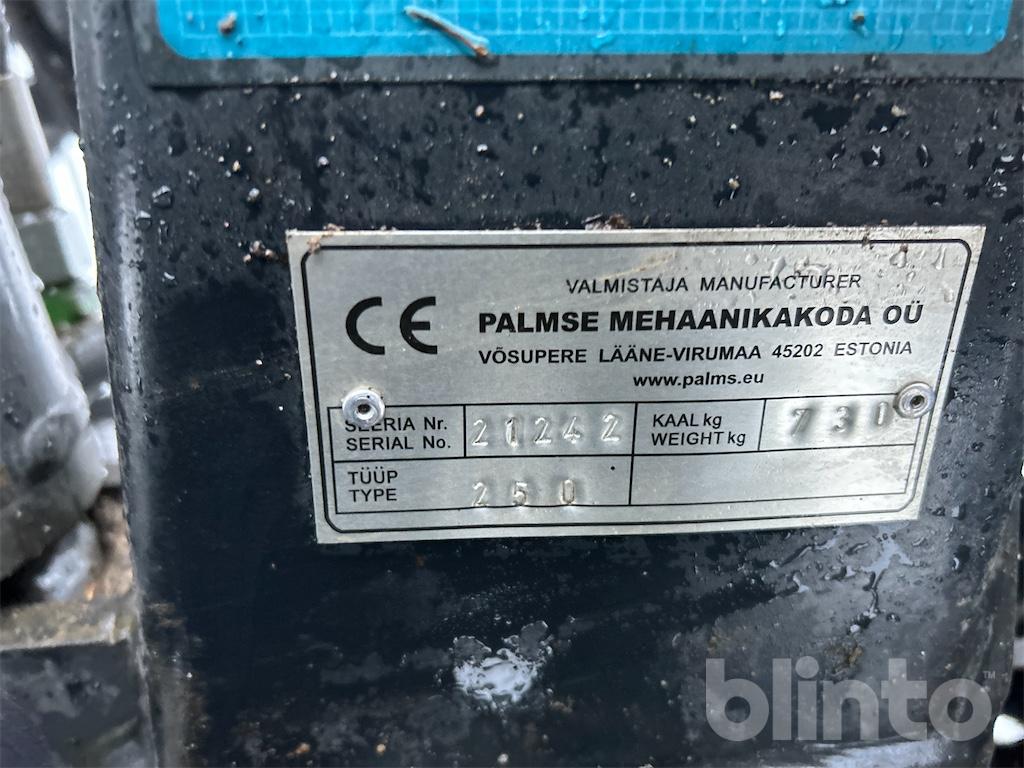 VALMISTAJA MANUFACTURER
CE
PALMSE MEHAANIKAKODA OÜ
VÕSUPERE LÄÄNE-VIRUMAA 45202 ESTONIA
www.palms.eu
SEERIA Nr. 21242 KAAL kg 730
SERIAL No. WEIGHT kg
TÜÜP 250
TYPE
blinto™